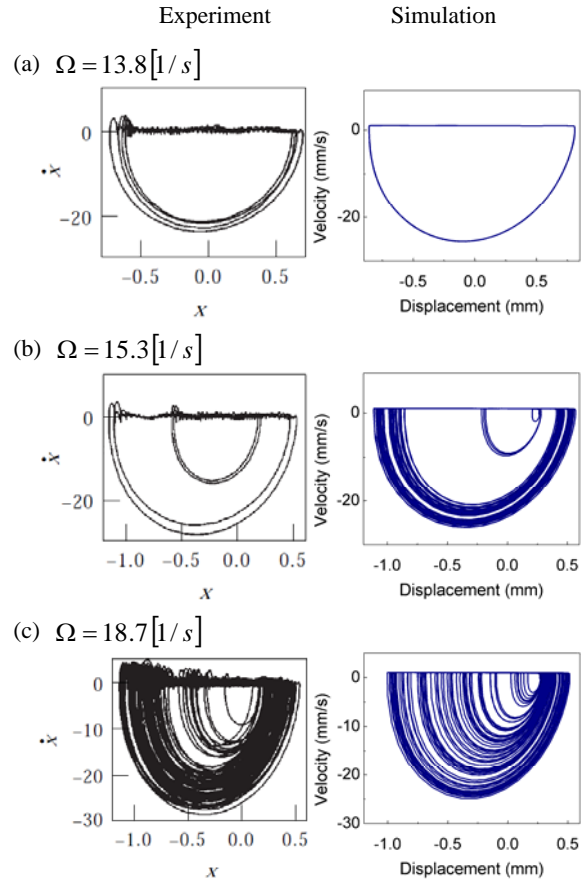 Experiment Simulation
(a) Ω = 13.8[1/s]
0
-20
ẋ
-0.5 0.0 0.5
x
0
-20
Velocity (mm/s)
-0.5 0.0 0.5
Displacement (mm)
(b) Ω = 15.3[1/s]
0
-20
ẋ
-1.0 -0.5 0.0 0.5
x
0
-20
Velocity (mm/s)
-1.0 -0.5 0.0 0.5
Displacement (mm)
(c) Ω = 18.7[1/s]
0
-10
-20
-30
ẋ
-1.0 -0.5 0.0 0.5
x
0
-10
-20
-30
Velocity (mm/s)
-1.0 -0.5 0.0 0.5
Displacement (mm)